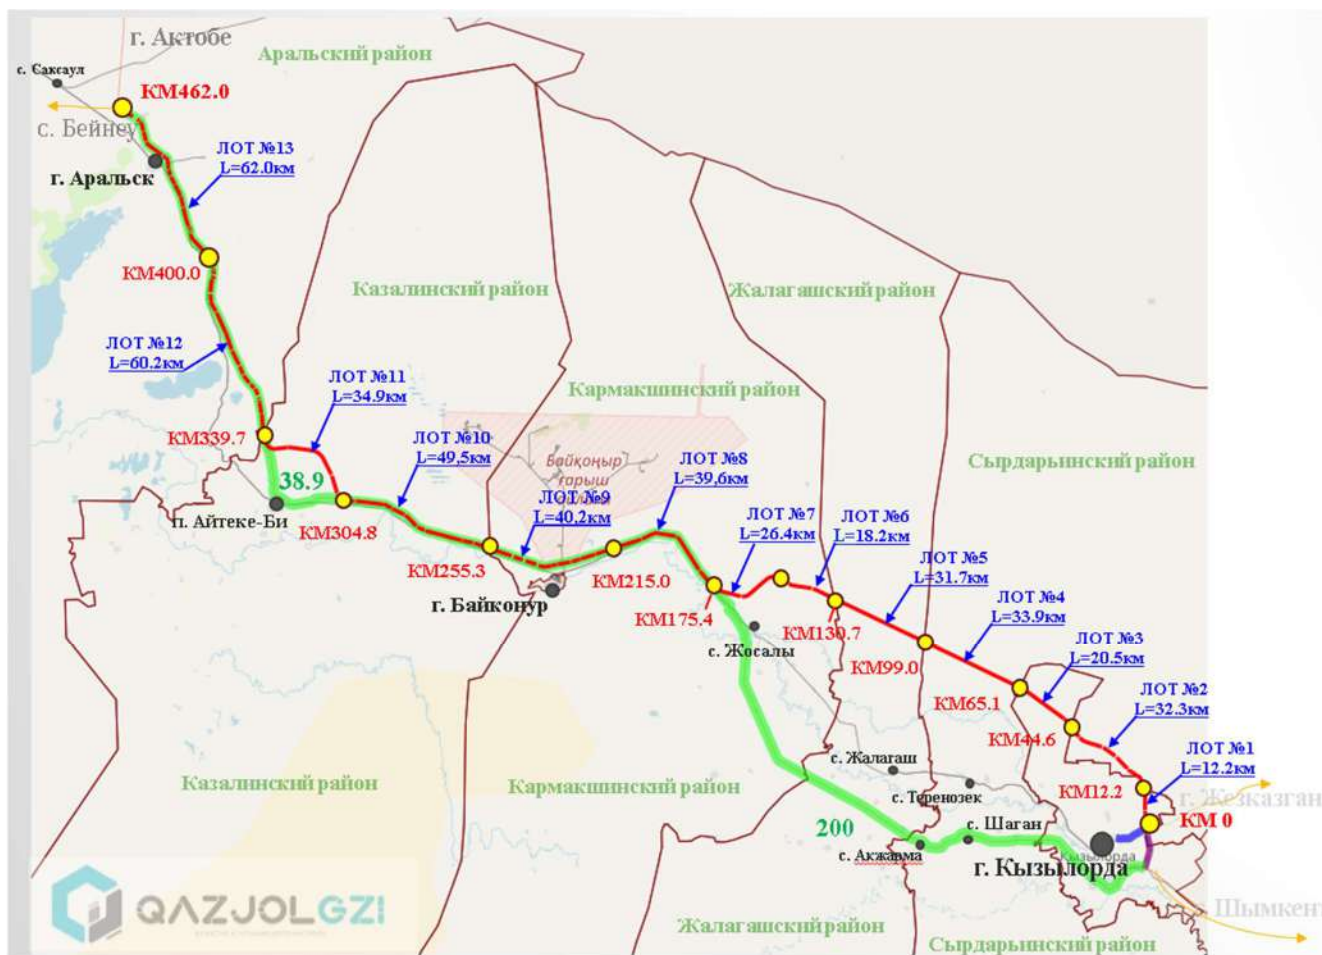 г. Актобе
Аральский район
с. Саксаул
КМ462.0
с. Бейнеу
ЛОТ №13
L=62.0км
г. Аральск
КМ400.0
Казалинский район
Жалагашский район
ЛОТ №12
L=60.2км
ЛОТ №11
L=34.9км
Кармакшинский район
КМ339.7
ЛОТ №10
L=49,5км
Байқоңыр
ғарыш
ЛОТ №8
L=39,6км
Сырдарьинский район
38.9
п. Айтеке-Би
КМ304.8
ЛОТ №9
L=40,2км
ЛОТ №7
L=26.4км
ЛОТ №6
L=18.2км
КМ255.3
КМ215.0
ЛОТ №5
L=31.7км
г. Байконур
КМ175.4
ЛОТ №4
L=33.9км
КМ130.7
с. Жосалы
КМ99.0
ЛОТ №3
L=20.5км
КМ65.1
ЛОТ №2
L=32.3км
КМ44.6
ЛОТ №1
L=12.2км
с. Жалагаш
Казалинский район
Кармакшинский район
с. Теренозек
КМ12.2
г. Жезказган
КМ 0
200
с. Шаган
с. Акжарма
Кызылорда
г. Кызылорда
QAZJOLGZI
Жалагашский район
Сырдарьинский район
г. Шымкент